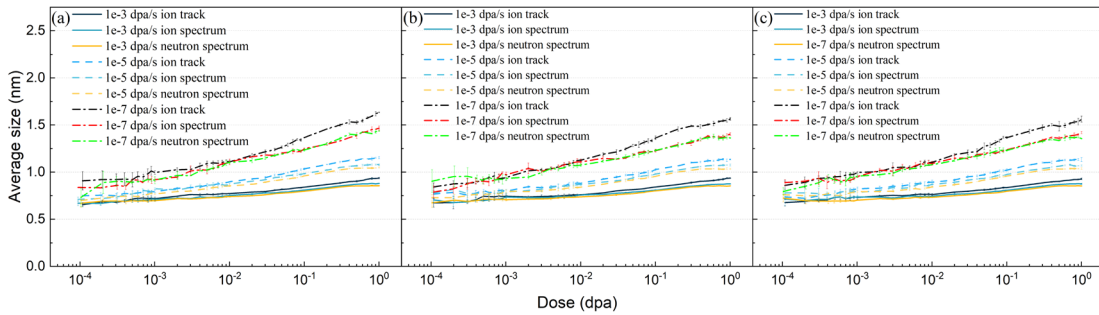 Average size (nm)
2.5
2.0
1.5
1.0
0.5
0.0
(a)
1e-3 dpa/s ion track
1e-3 dpa/s ion spectrum
1e-3 dpa/s neutron spectrum
1e-5 dpa/s ion track
1e-5 dpa/s ion spectrum
1e-5 dpa/s neutron spectrum
1e-7 dpa/s ion track
1e-7 dpa/s ion spectrum
1e-7 dpa/s neutron spectrum
10⁻⁴ 10⁻³ 10⁻² 10⁻¹ 10⁰
(b)
1e-3 dpa/s ion track
1e-3 dpa/s ion spectrum
1e-3 dpa/s neutron spectrum
1e-5 dpa/s ion track
1e-5 dpa/s ion spectrum
1e-5 dpa/s neutron spectrum
1e-7 dpa/s ion track
1e-7 dpa/s ion spectrum
1e-7 dpa/s neutron spectrum
10⁻⁴ 10⁻³ 10⁻² 10⁻¹ 10⁰
(c)
1e-3 dpa/s ion track
1e-3 dpa/s ion spectrum
1e-7 dpa/s neutron spectrum
1e-5 dpa/s ion track
1e-5 dpa/s ion spectrum
1e-5 dpa/s neutron spectrum
1e-7 dpa/s ion track
1e-7 dpa/s ion spectrum
1e-7 dpa/s neutron spectrum
10⁻⁴ 10⁻³ 10⁻² 10⁻¹ 10⁰
Dose (dpa)